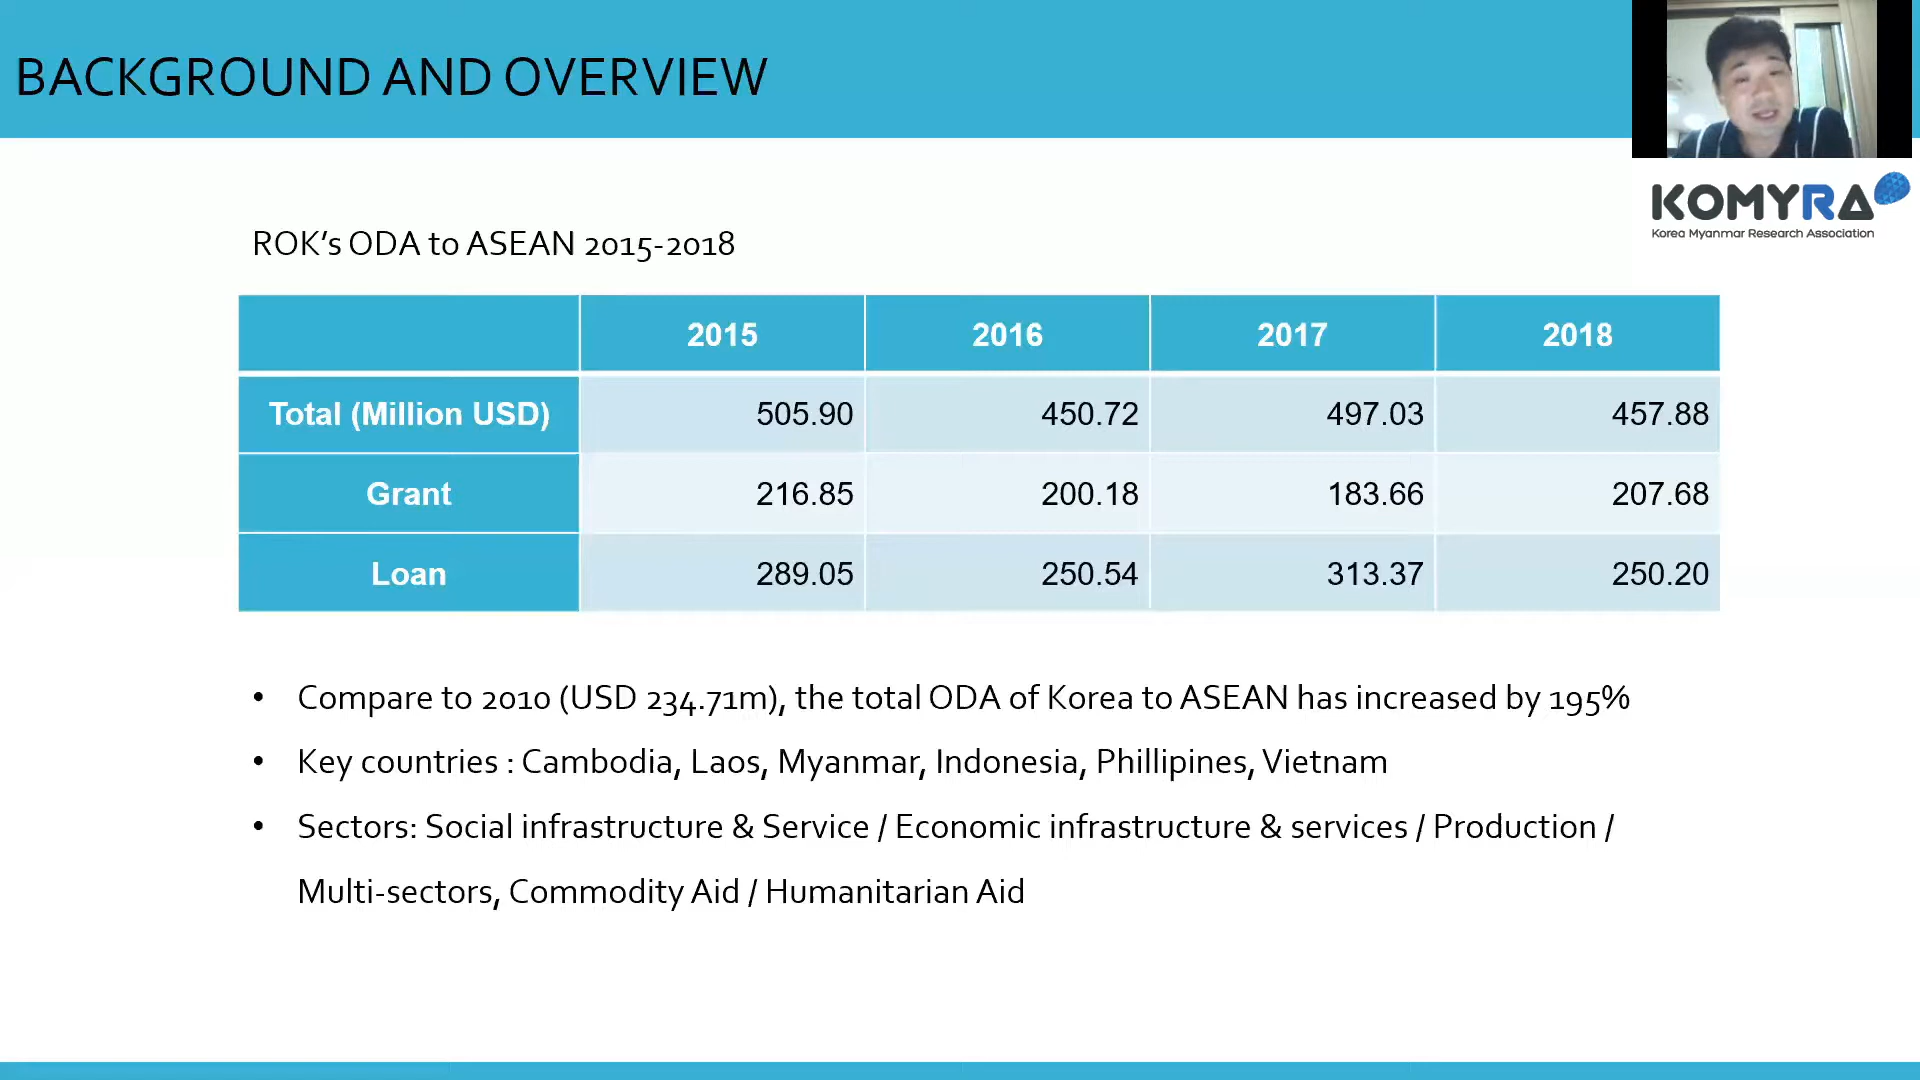 BACKGROUND AND OVERVIEW
KOMYRA
Korea Myanmar Research Association
ROK's ODA to ASEAN 2015-2018
2015 2016 2017 2018
Total (Million USD) 505.90 450.72 497.03 457.88
Grant 216.85 200.18 183.66 207.68
Loan 289.05 250.54 313.37 250.20
• Compare to 2010 (USD 234.71m), the total ODA of Korea to ASEAN has increased by 195%
• Key countries : Cambodia, Laos, Myanmar, Indonesia, Phillipines, Vietnam
• Sectors: Social infrastructure & Service / Economic infrastructure & services / Production /
Multi-sectors, Commodity Aid / Humanitarian Aid